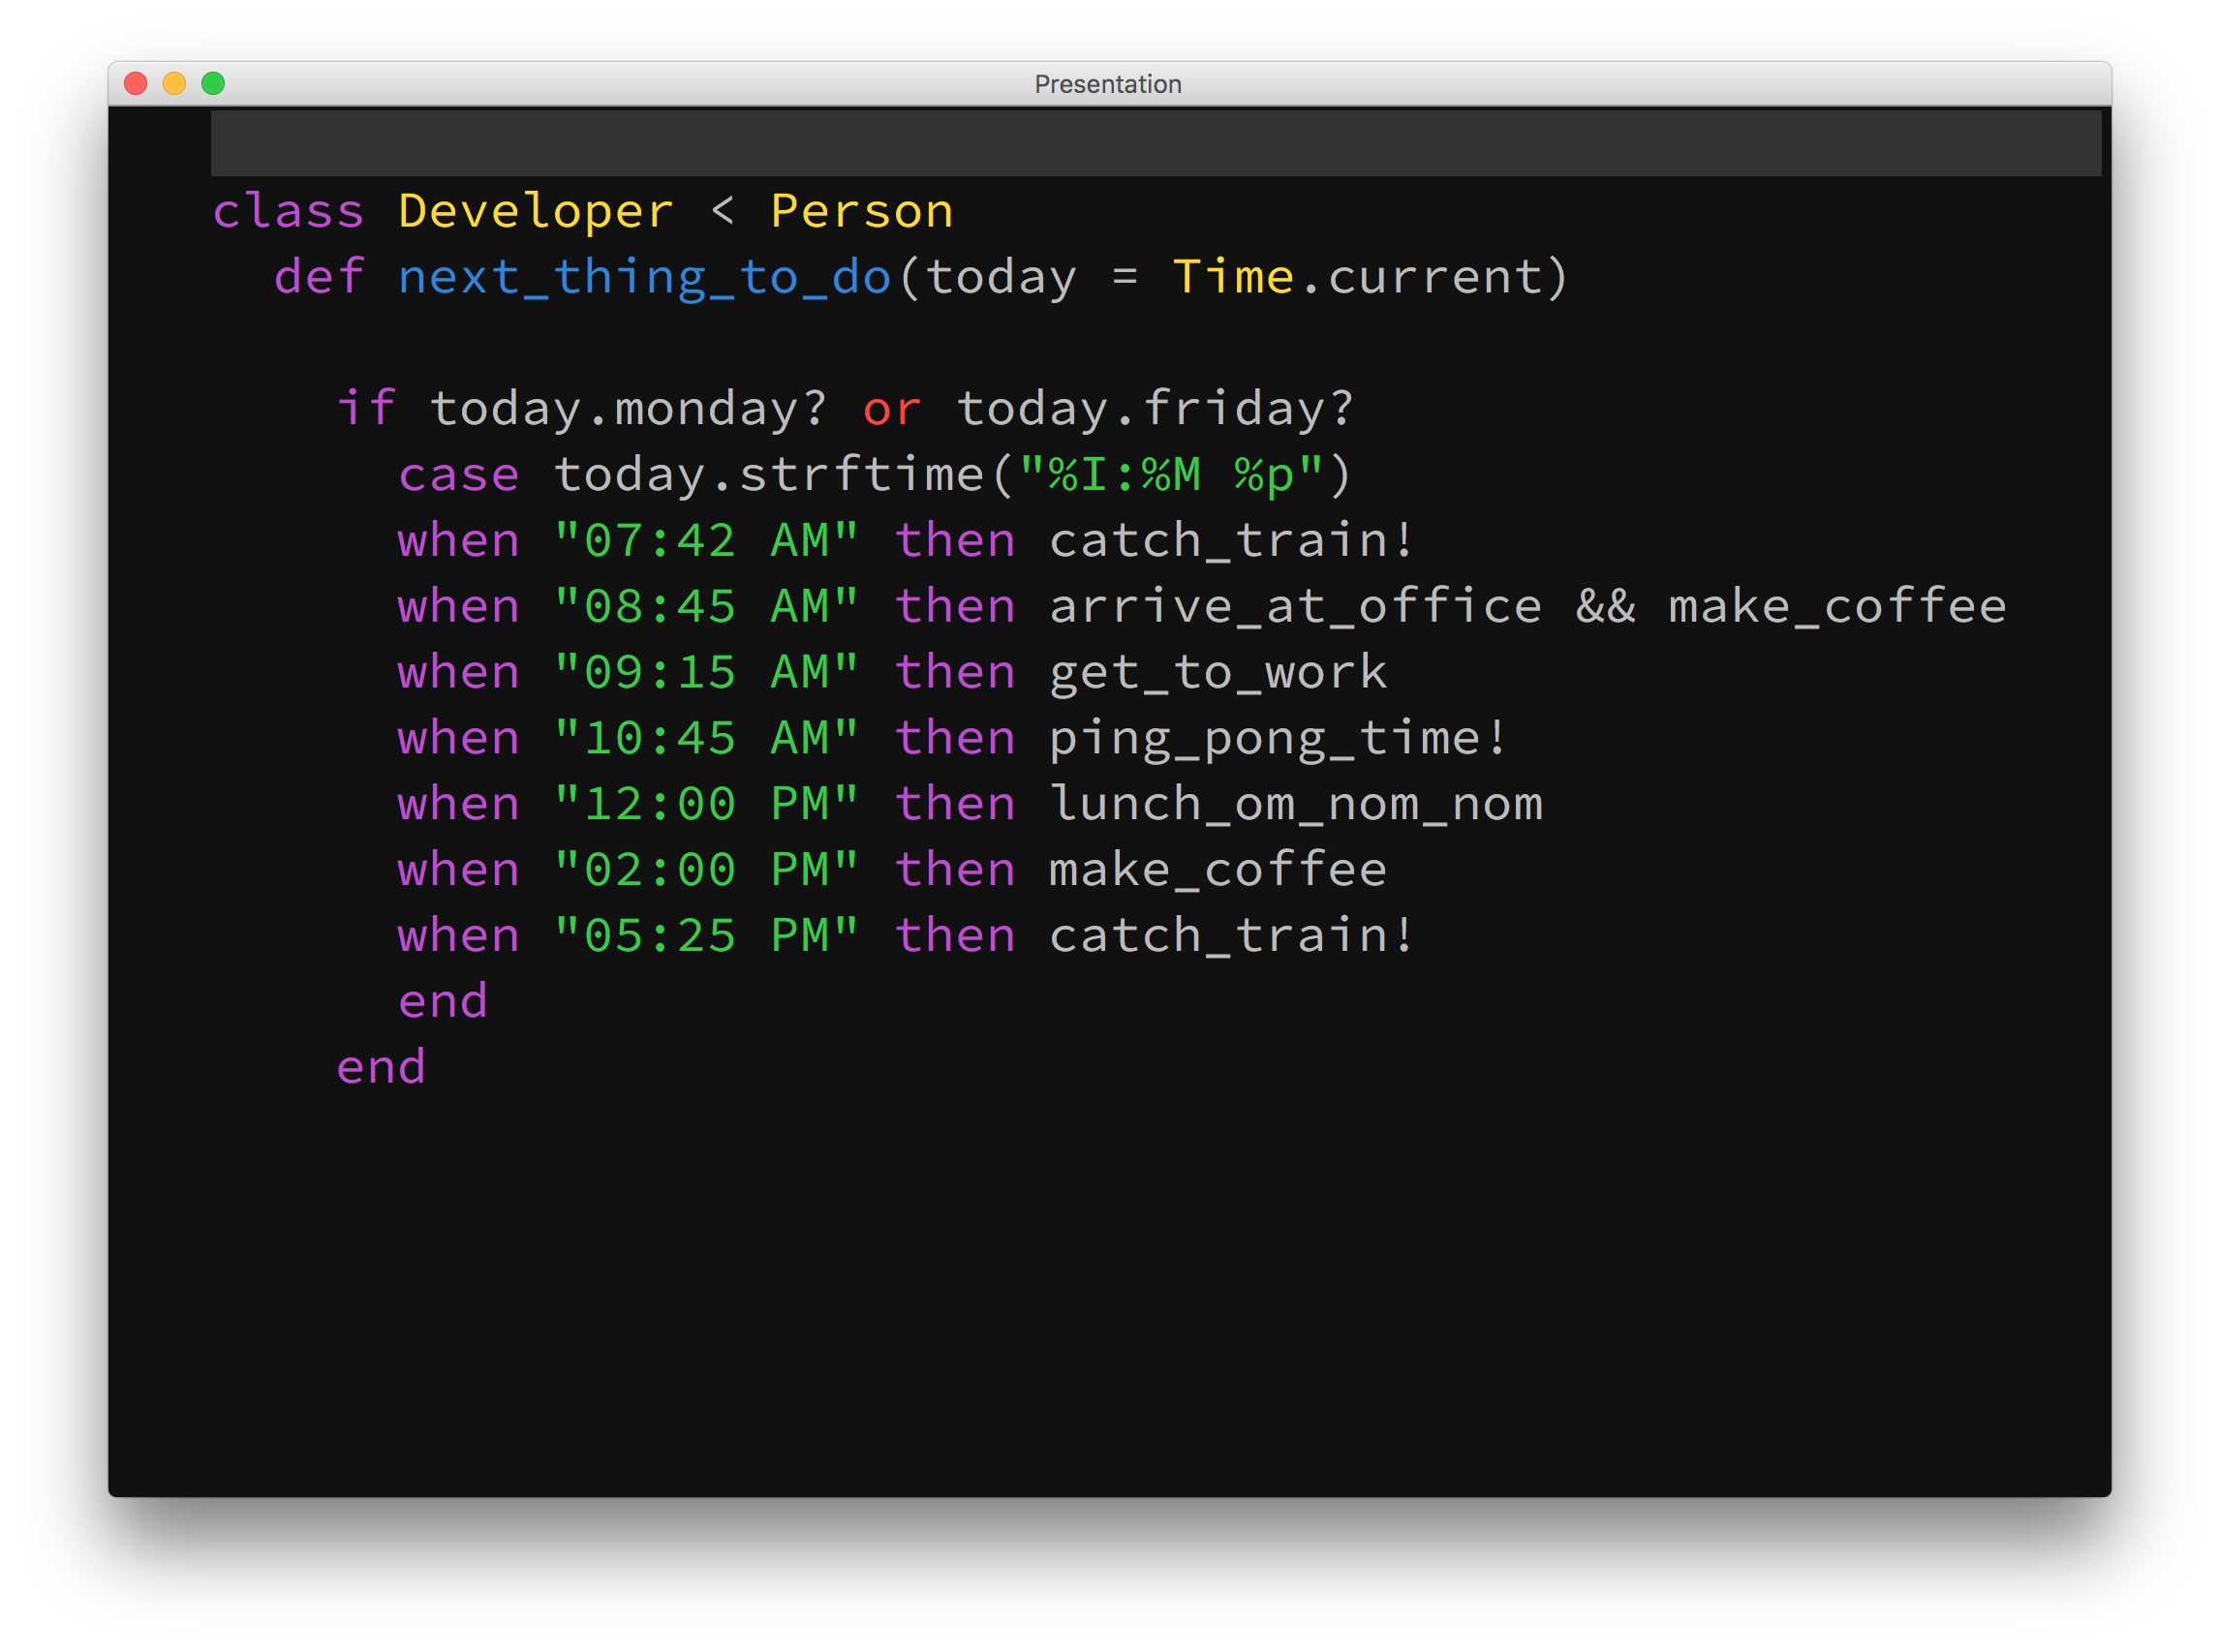 Presentation
class Developer < Person
  def next_thing_to_do(today = Time.current)

    if today.monday? or today.friday?
      case today.strftime("%I:%M %p")
      when "07:42 AM" then catch_train!
      when "08:45 AM" then arrive_at_office && make_coffee
      when "09:15 AM" then get_to_work
      when "10:45 AM" then ping_pong_time!
      when "12:00 PM" then lunch_om_nom_nom
      when "02:00 PM" then make_coffee
      when "05:25 PM" then catch_train!
      end
    end